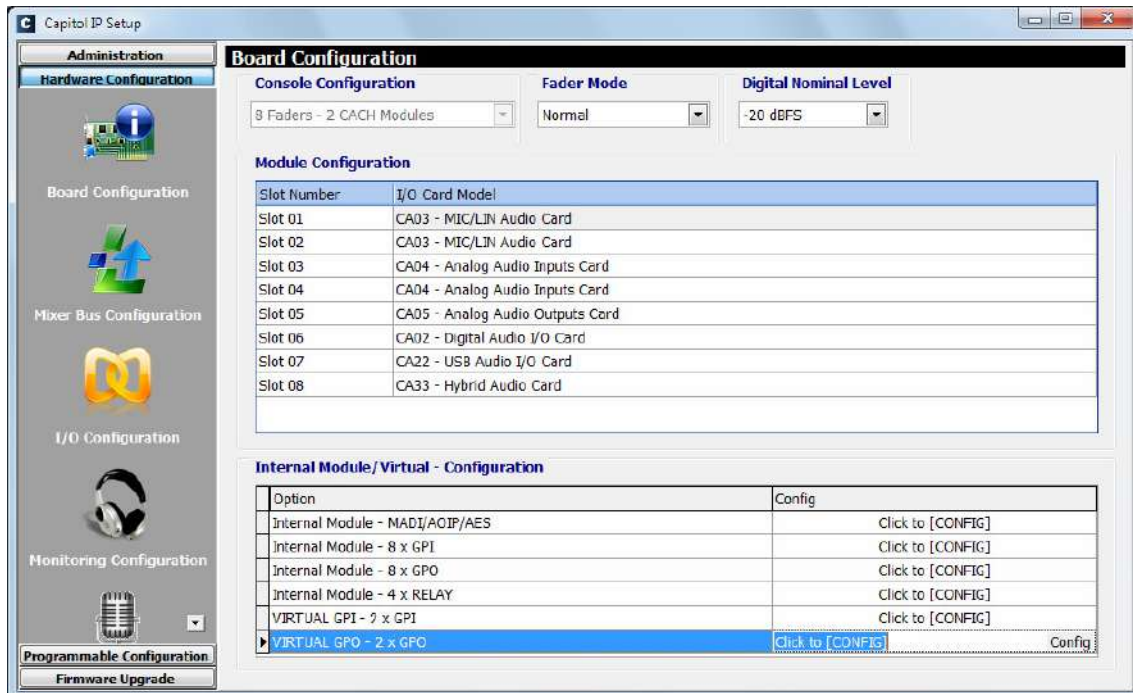 Capitol IP Setup
Administration
Hardware Configuration
Board Configuration
Mixer Bus Configuration
I/O Configuration
Monitoring Configuration
Programmable Configuration
Firmware Upgrade
Board Configuration
Console Configuration
8 Faders - 2 CACH Modules
Fader Mode
Normal
Digital Nominal Level
-20 dBFS
Module Configuration
Slot Number I/O Card Model
Slot 01 CA03 - MIC/LIN Audio Card
Slot 02 CA03 - MIC/LIN Audio Card
Slot 03 CA04 - Analog Audio Inputs Card
Slot 04 CA04 - Analog Audio Inputs Card
Slot 05 CA05 - Analog Audio Outputs Card
Slot 06 CA02 - Digital Audio I/O Card
Slot 07 CA22 - USB Audio I/O Card
Slot 08 CA33 - Hybrid Audio Card
Internal Module/Virtual - Configuration
Option Config
Internal Module - MADI/AOIP/AES Click to [CONFIG]
Internal Module - 8 x GPI Click to [CONFIG]
Internal Module - 8 x GPO Click to [CONFIG]
Internal Module - 4 x RELAY Click to [CONFIG]
VIRTUAL GPI - 2 x GPI Click to [CONFIG]
VIRTUAL GPO - 2 x GPO Click to [CONFIG] Config